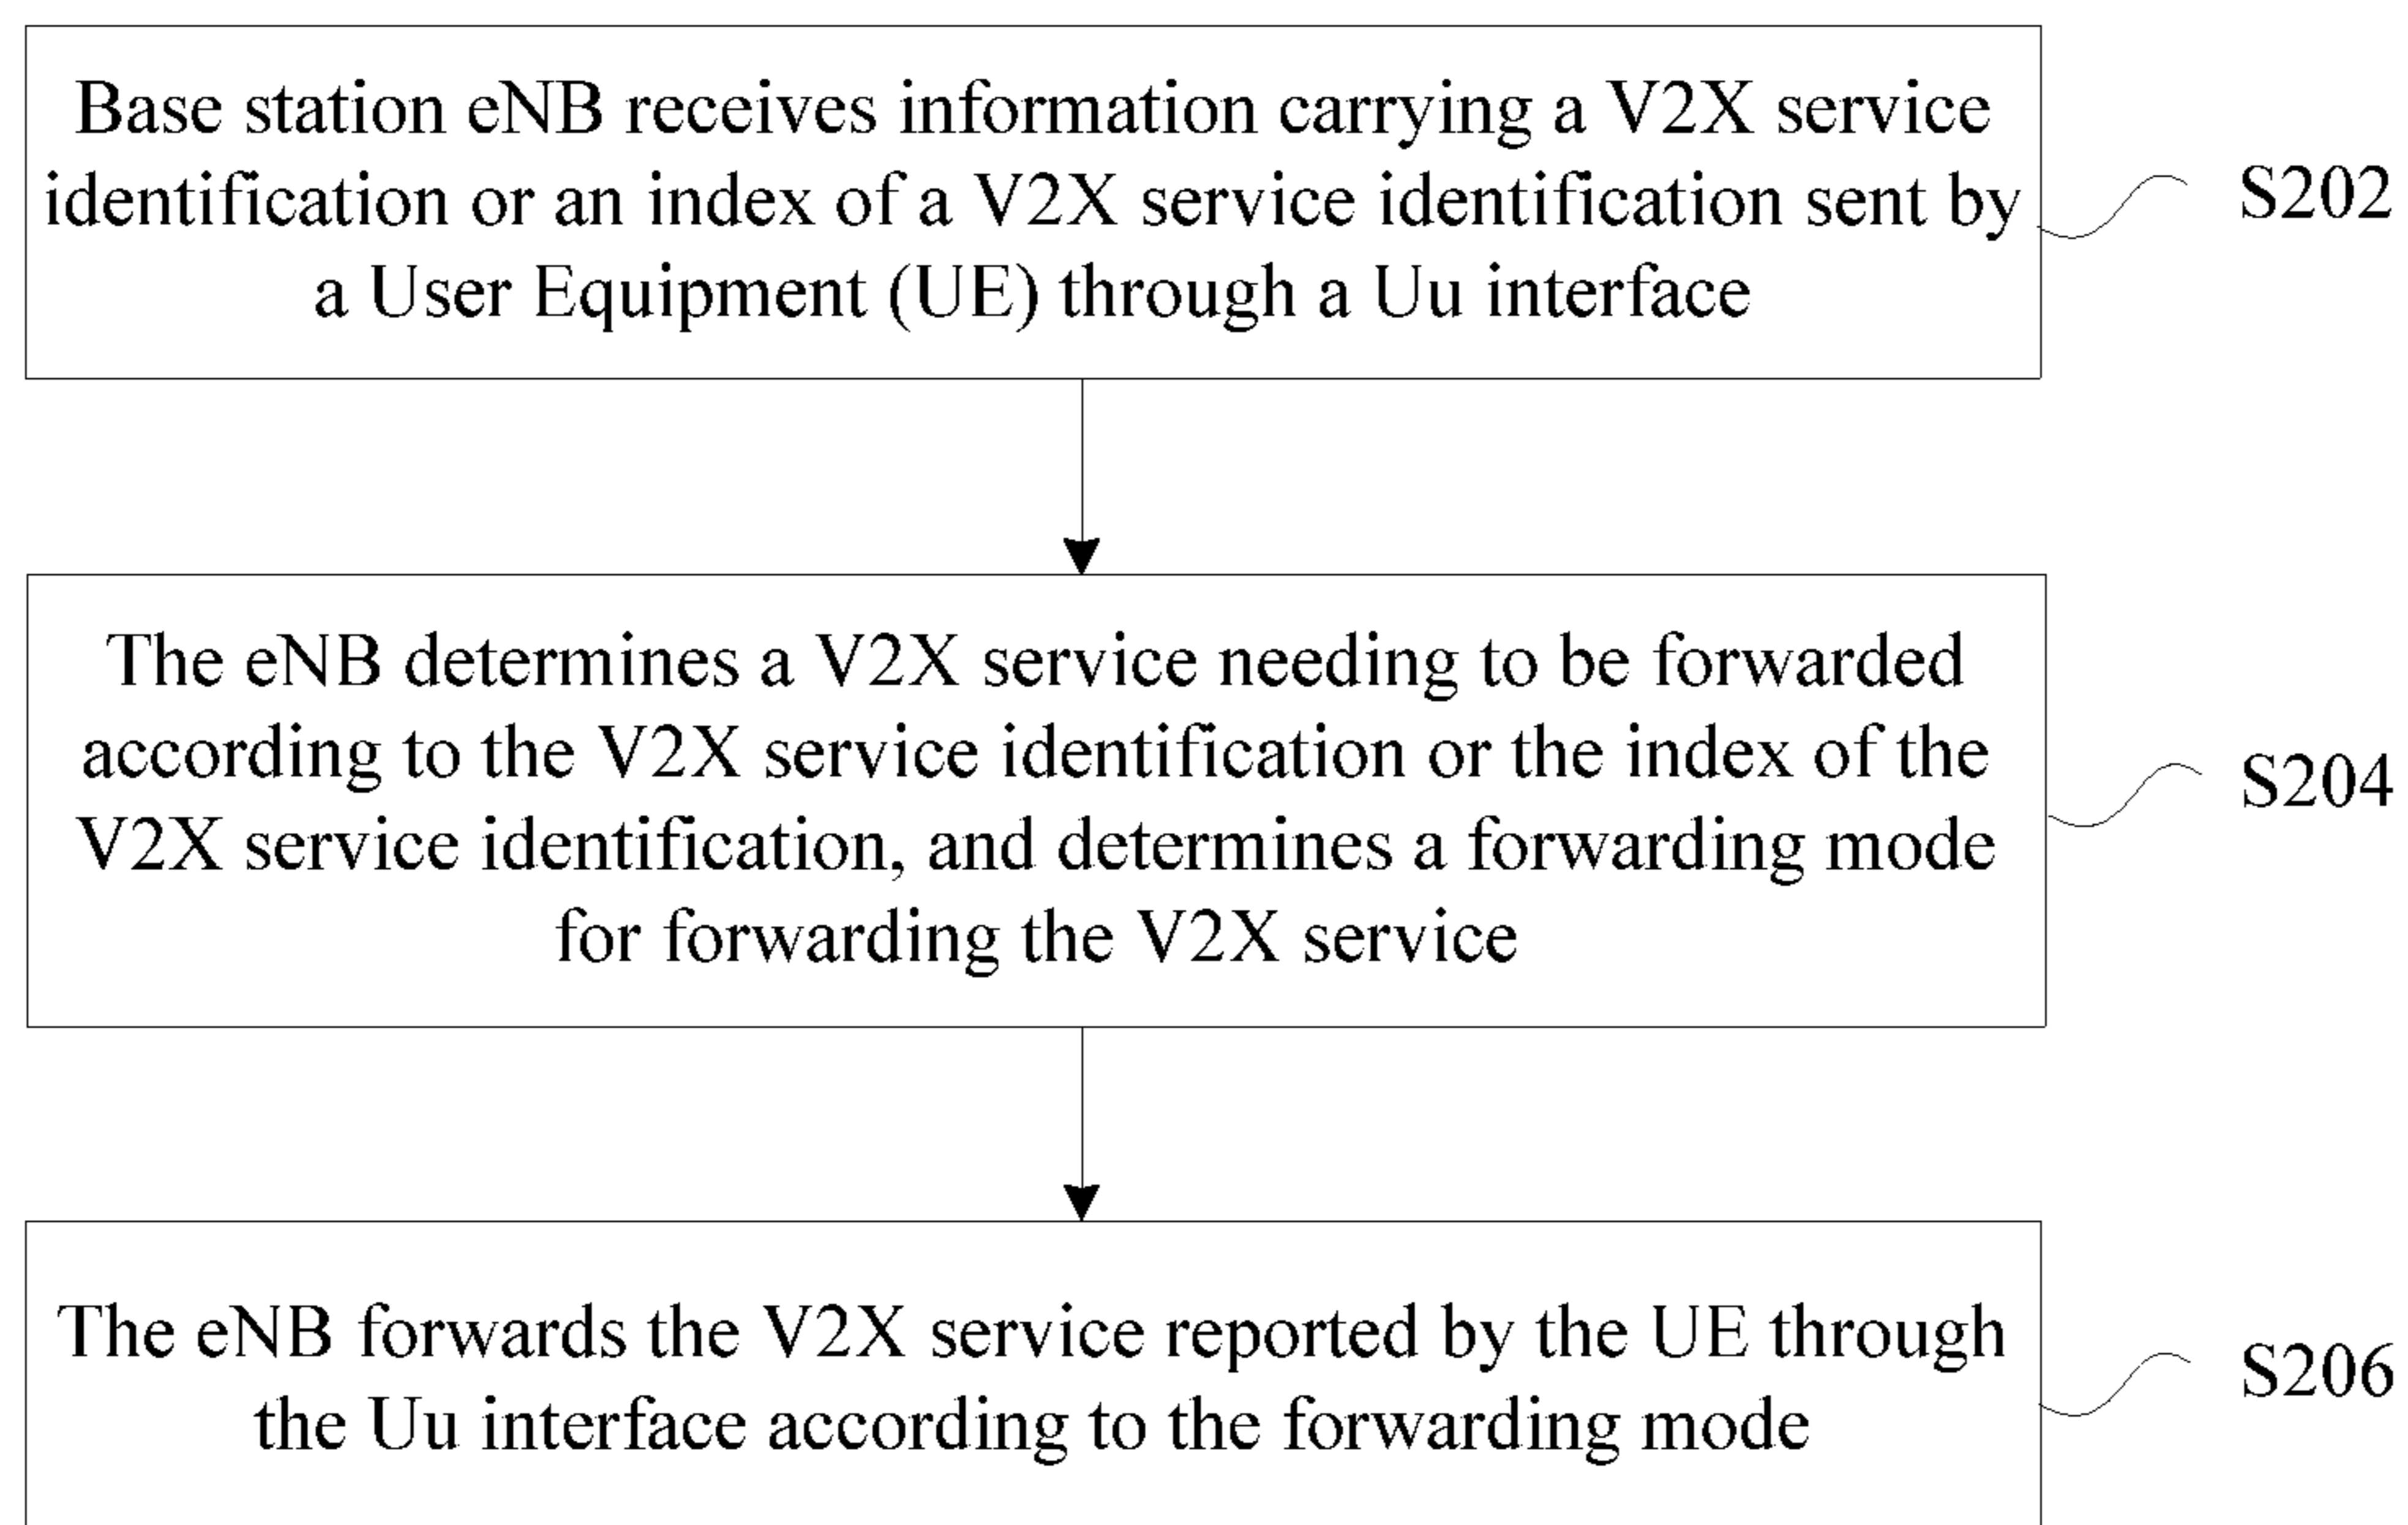 Base station eNB receives information carrying a V2X service
identification or an index of a V2X service identification sent by
a User Equipment (UE) through a Uu interface
S202
The eNB determines a V2X service needing to be forwarded
according to the V2X service identification or the index of the
V2X service identification, and determines a forwarding mode
for forwarding the V2X service
S204
The eNB forwards the V2X service reported by the UE through
the Uu interface according to the forwarding mode
S206